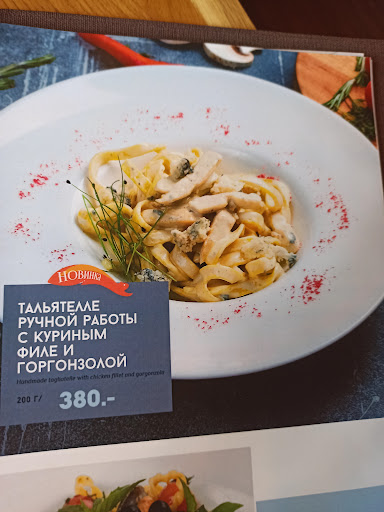 Новинка
ТАЛЬЯТЕЛЛЕ
РУЧНОЙ РАБОТЫ
С КУРИНЫМ
ФИЛЕ И
ГОРГОНЗОЛОЙ
Handmade tagliatelle with chicken fillet and gorgonzola
200 Г/ 380.-